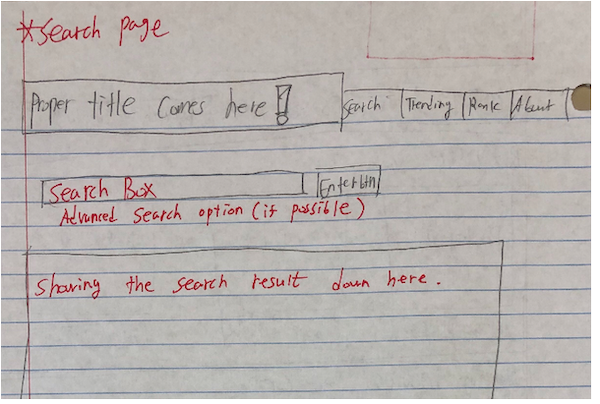 *Search page
Proper title comes here! Search Trending Rank About
Search Box Enter btn
Advanced Search option (if possible)
Showing the search result down here.